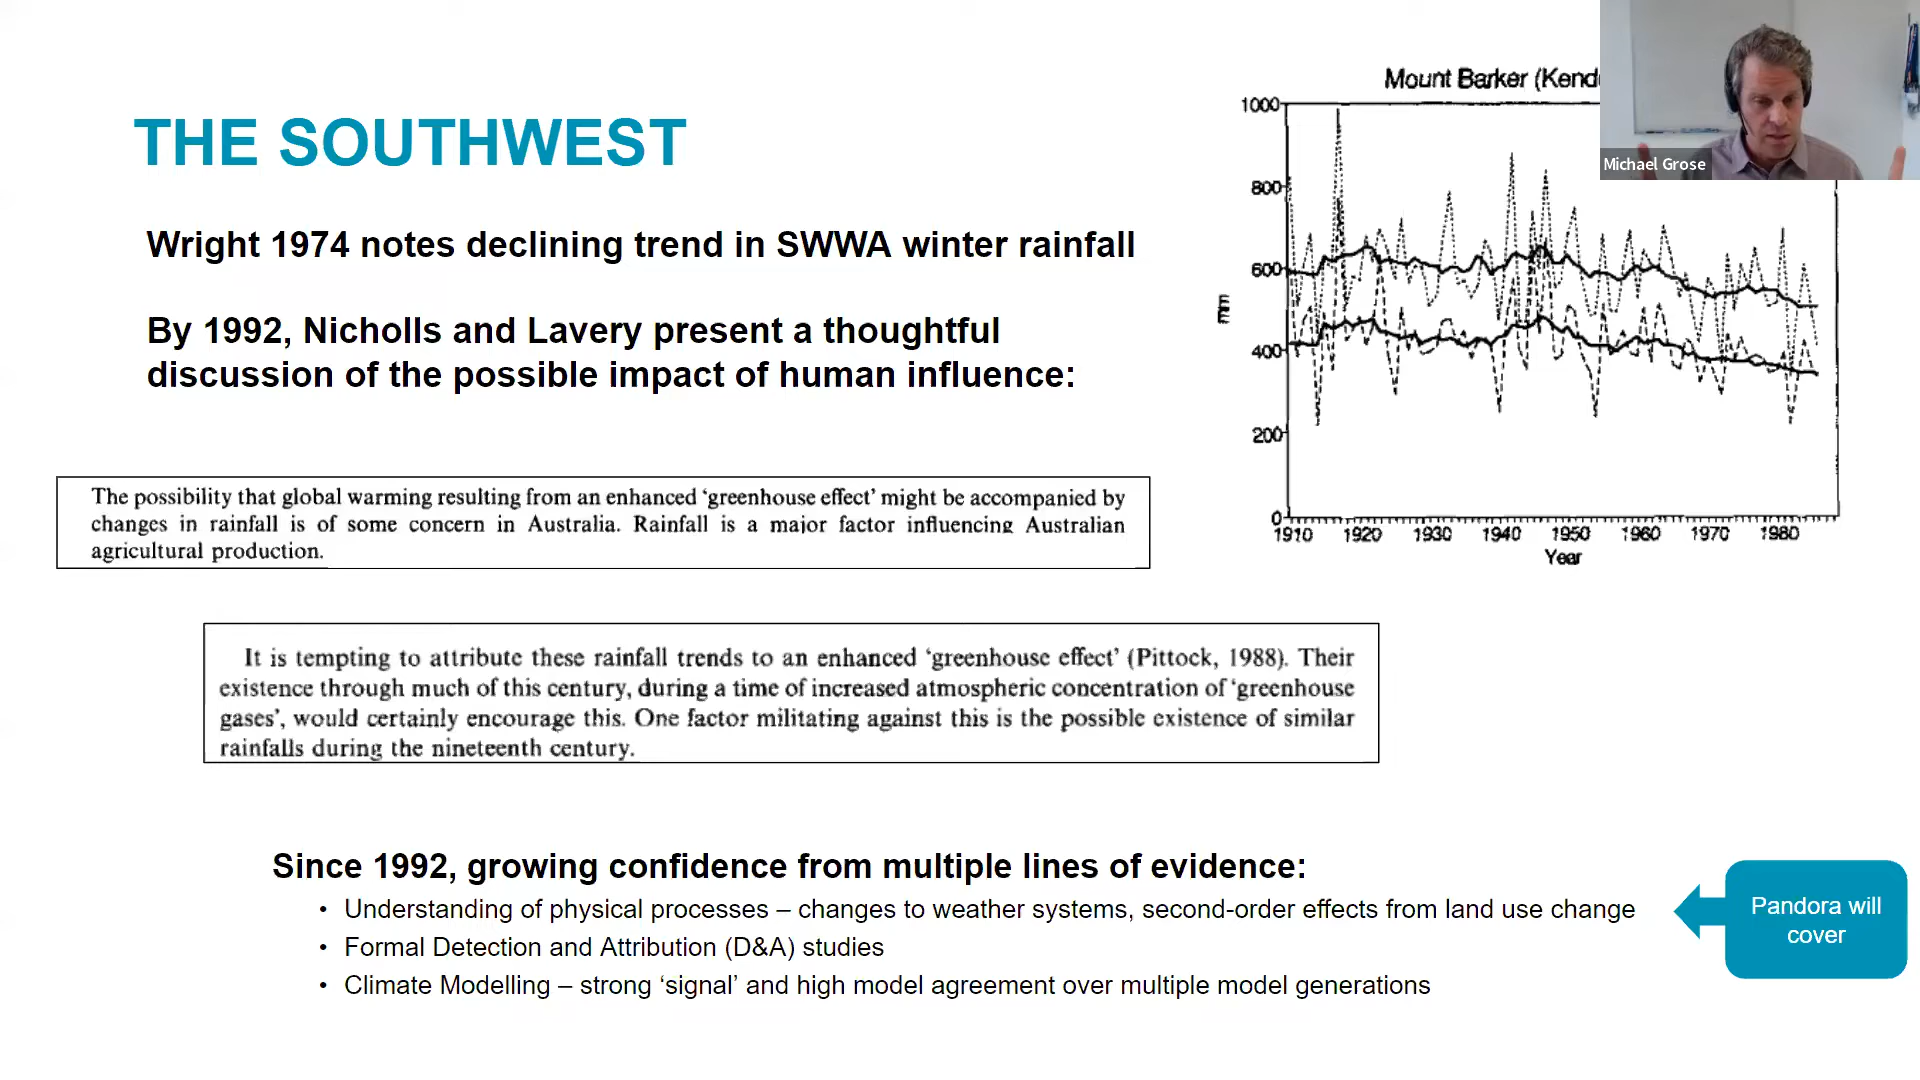 THE SOUTHWEST
Wright 1974 notes declining trend in SWWA winter rainfall
By 1992, Nicholls and Lavery present a thoughtful
discussion of the possible impact of human influence:
The possibility that global warming resulting from an enhanced ‘greenhouse effect’ might be accompanied by
changes in rainfall is of some concern in Australia. Rainfall is a major factor influencing Australian
agricultural production.
It is tempting to attribute these rainfall trends to an enhanced ‘greenhouse effect’ (Pittock, 1988). Their
existence through much of this century, during a time of increased atmospheric concentration of ‘greenhouse
gases’, would certainly encourage this. One factor militating against this is the possible existence of similar
rainfalls during the nineteenth century.
Since 1992, growing confidence from multiple lines of evidence:
• Understanding of physical processes – changes to weather systems, second-order effects from land use change
• Formal Detection and Attribution (D&A) studies
• Climate Modelling – strong ‘signal’ and high model agreement over multiple model generations
Pandora will
cover
Mount Barker (Kend
1000
800
600
400
200
0
mm
1910 1920 1930 1940 1950 1960 1970 1980
Year
Michael Grose